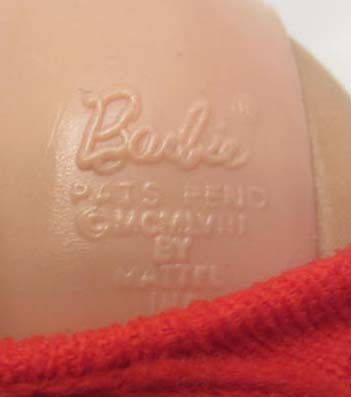 Barbie®
PATS PEND
©MCMLVIII
BY
MATTEL
INC